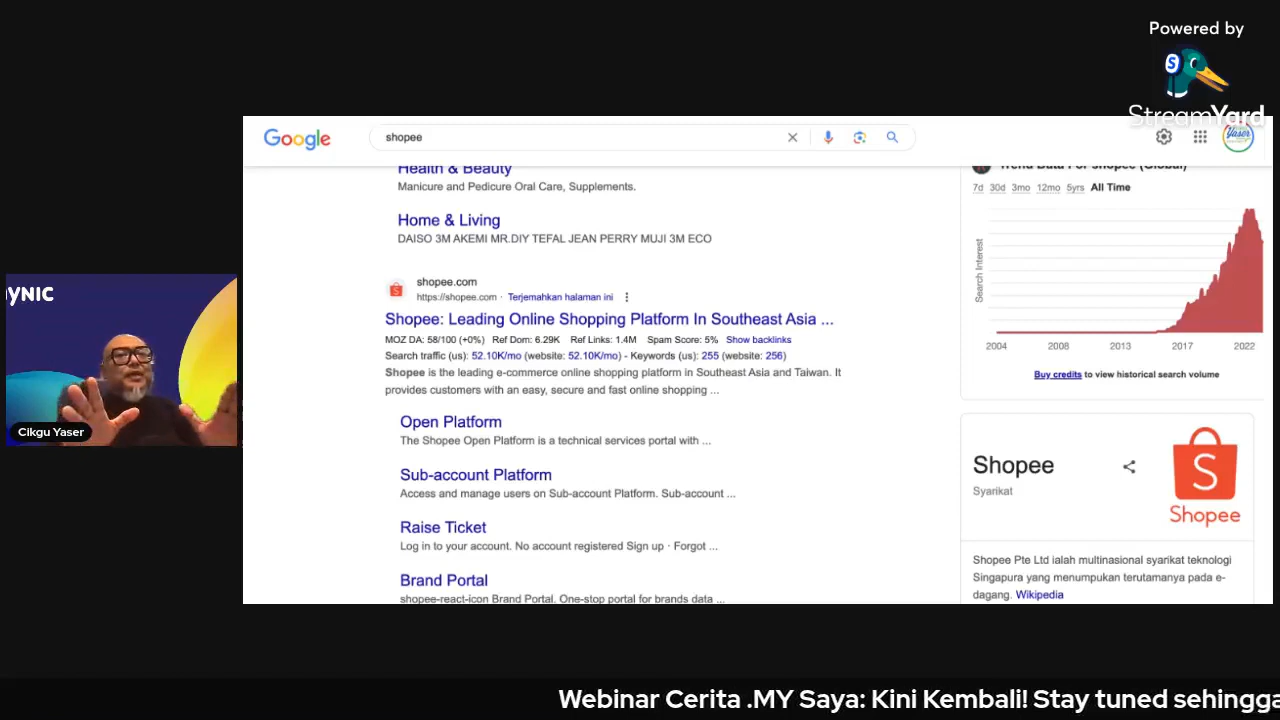 Powered by
StreamYard
Google
shopee
Health & Beauty
Manicure and Pedicure Oral Care, Supplements.
Home & Living
DAISO 3M AKEMI MR.DIY TEFAL JEAN PERRY MUJI 3M ECO
shopee.com
https://shopee.com · Terjemahkan halaman ini
Shopee: Leading Online Shopping Platform In Southeast Asia ...
MOZ DA: 58/100 (+0%) Ref Dom: 6.29K Ref Links: 1.4M Spam Score: 5% Show backlinks
Search traffic (us): 52.10K/mo (website: 52.10K/mo) - Keywords (us): 255 (website: 256)
Shopee is the leading e-commerce online shopping platform in Southeast Asia and Taiwan. It
provides customers with an easy, secure and fast online shopping ...
Open Platform
The Shopee Open Platform is a technical services portal with ...
Sub-account Platform
Access and manage users on Sub-account Platform. Sub-account ...
Raise Ticket
Log in to your account. No account registered Sign up · Forgot ...
Brand Portal
shopee-react-icon Brand Portal. One-stop portal for brands data ...
Trend Data For shopee (Global)
7d 30d 3mo 12mo 5yrs All Time
Search Interest
2004 2008 2013 2017 2022
Buy credits to view historical search volume
Shopee
Syarikat
S
Shopee
Shopee Pte Ltd ialah multinasional syarikat teknologi
Singapura yang menumpukan terutamanya pada e-
dagang. Wikipedia
YNIC
Cikgu Yaser
Webinar Cerita .MY Saya: Kini Kembali! Stay tuned sehingga